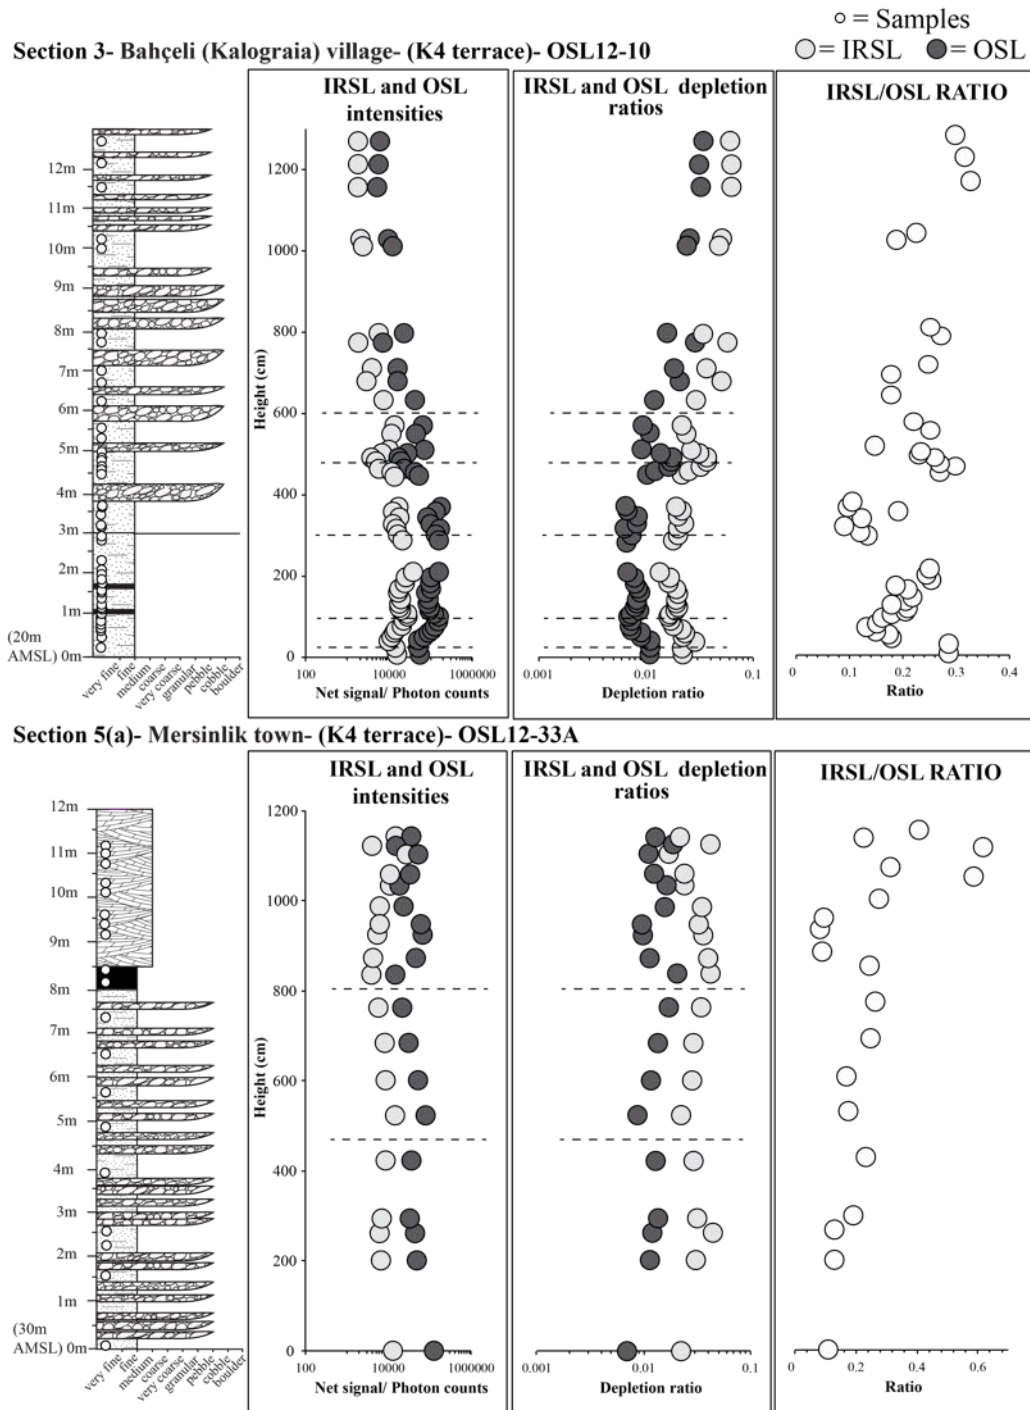 = Samples
= IRSL = OSL
Section 3- Bahçeli (Kalograia) village- (K4 terrace)- OSL12-10
IRSL and OSL
intensities
IRSL and OSL depletion
ratios
IRSL/OSL RATIO
12m
11m
10m
9m
8m
7m
6m
5m
4m
3m
2m
1m
(20m
AMSL) 0m
very fine
fine
medium
coarse
very coarse
granular
pebble
cobble
boulder
Height (cm)
1200
1000
800
600
400
200
0
100 10000 1000000
Net signal/ Photon counts
0.001 0.01 0.1
Depletion ratio
0 0.1 0.2 0.3 0.4
Ratio
Section 5(a)- Mersinlik town- (K4 terrace)- OSL12-33A
IRSL and OSL
intensities
IRSL and OSL depletion
ratios
IRSL/OSL RATIO
12m
11m
10m
9m
8m
7m
6m
5m
4m
3m
2m
1m
(30m
AMSL) 0m
very fine
fine
medium
coarse
very coarse
granular
pebble
cobble
boulder
Height (cm)
1200
1000
800
600
400
200
0
100 10000 1000000
Net signal/ Photon counts
0.001 0.01 0.1
Depletion ratio
0 0.2 0.4 0.6
Ratio